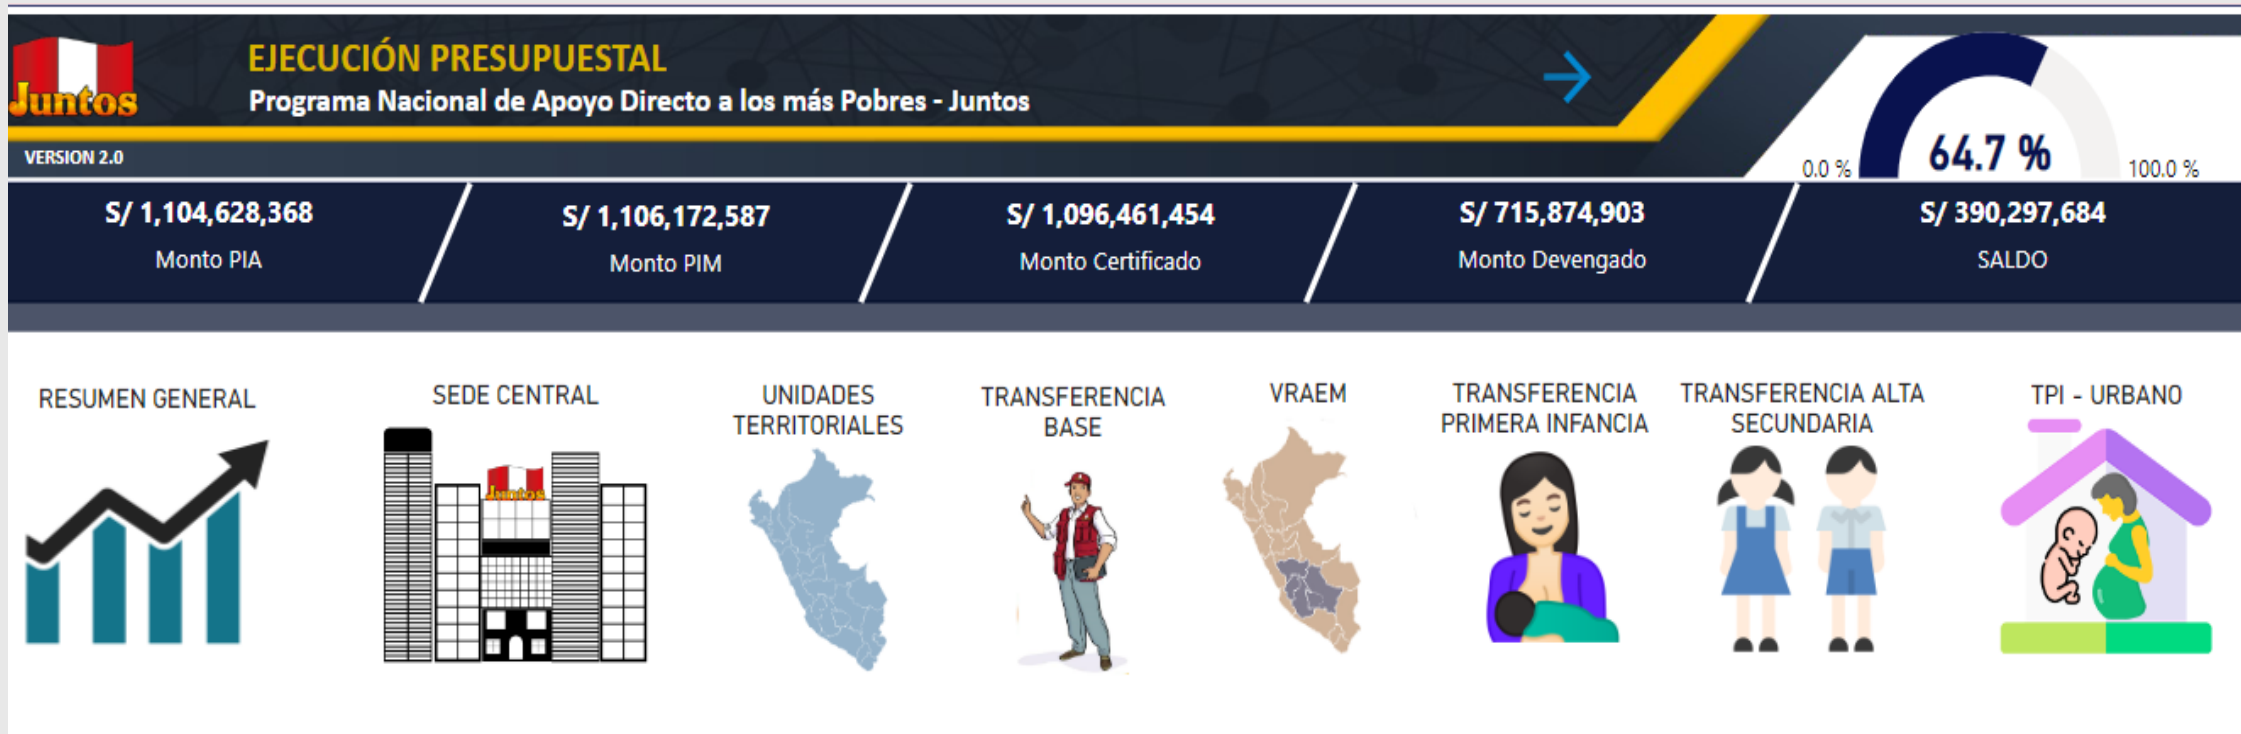 Juntos
EJECUCIÓN PRESUPUESTAL
Programa Nacional de Apoyo Directo a los más Pobres - Juntos
VERSION 2.0
0.0 %
64.7 %
100.0 %
S/ 1,104,628,368
Monto PIA
S/ 1,106,172,587
Monto PIM
S/ 1,096,461,454
Monto Certificado
S/ 715,874,903
Monto Devengado
S/ 390,297,684
SALDO
RESUMEN GENERAL
SEDE CENTRAL
Juntos
UNIDADES
TERRITORIALES
TRANSFERENCIA
BASE
VRAEM
TRANSFERENCIA
PRIMERA INFANCIA
TRANSFERENCIA ALTA
SECUNDARIA
TPI - URBANO